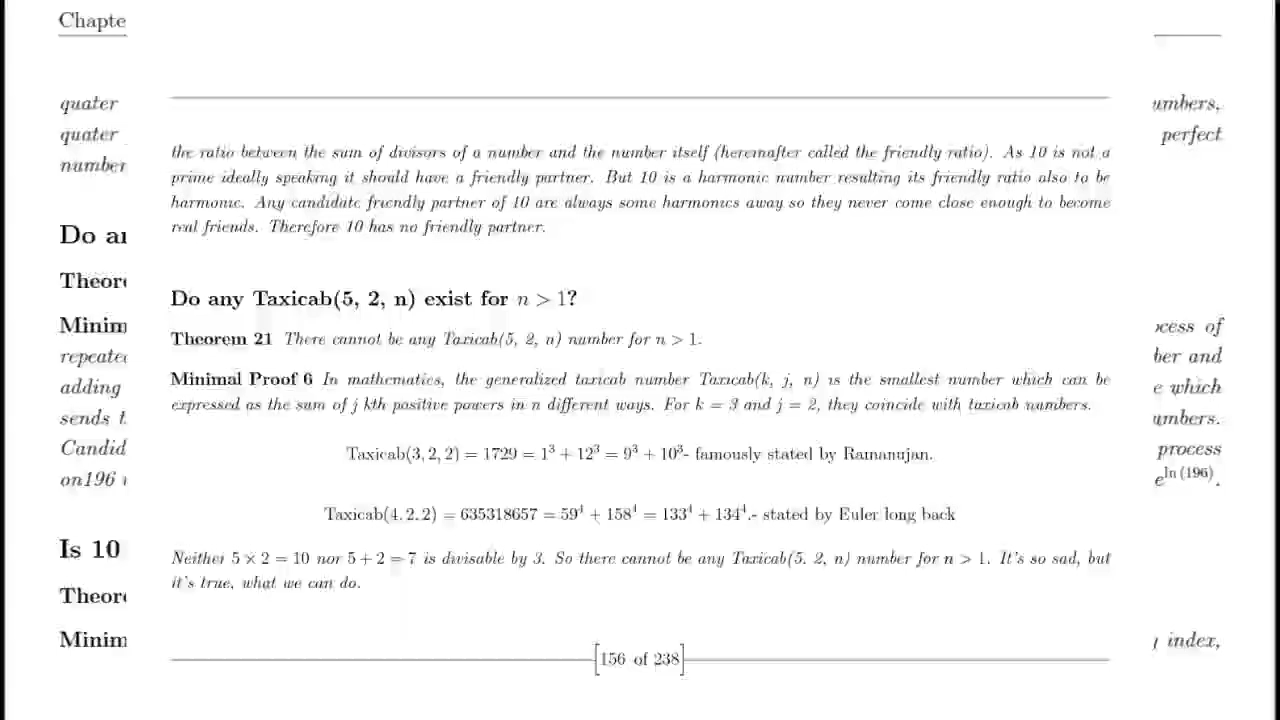 Chapte
quater umbers,
quater perfect
number
the ratio between the sum of divisors of a number and the number itself (hereinafter called the friendly ratio). As 10 is not a
prime ideally speaking it should have a friendly partner. But 10 is a harmonic number resulting its friendly ratio also to be
harmonic. Any candidate friendly partner of 10 are always some harmonics away so they never come close enough to become
real friends. Therefore 10 has no friendly partner.
Do a
Do any Taxicab(5, 2, n) exist for n > 1?
Theor
Theorem 21 There cannot be any Taxicab(5, 2, n) number for n > 1.
Minim ocess of
Minimal Proof 6 In mathematics, the generalized taxicab number Taxicab(k, j, n) is the smallest number which can be
repeate ber and
adding e which
expressed as the sum of j kth positive powers in n different ways. For k = 3 and j = 2, they coincide with taxicab numbers.
sends t umbers.
Candid process
Taxicab(3, 2, 2) = 1729 = 1³ + 12³ = 9³ + 10³- famously stated by Ramanujan.
on196 e^{ln (196)}.
Taxicab(4, 2, 2) = 635318657 = 59⁴ + 158⁴ = 133⁴ + 134⁴.- stated by Euler long back
Is 10
Neither 5 × 2 = 10 nor 5 + 2 = 7 is divisable by 3. So there cannot be any Taxicab(5, 2, n) number for n > 1. It's so sad, but
it's true, what we can do.
Theor
Minim index,
[156 of 238]